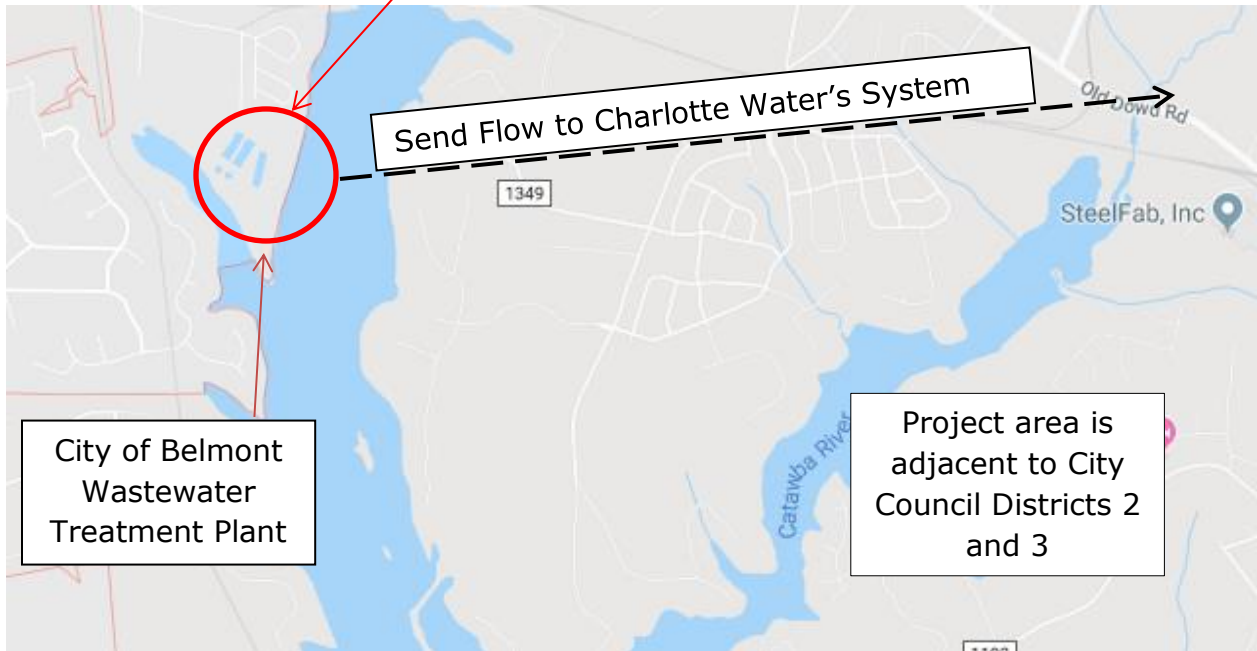 Send Flow to Charlotte Water's System
Old Dowd Rd
1349
SteelFab, Inc
City of Belmont
Wastewater
Treatment Plant
Catawba River
Project area is
adjacent to City
Council Districts 2
and 3